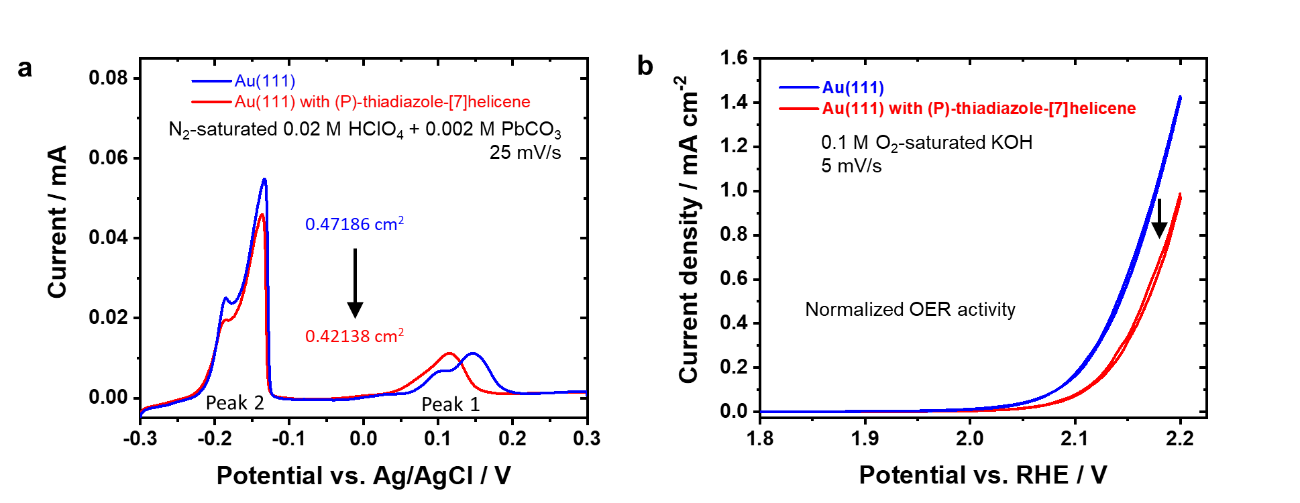 a
Au(111)
Au(111) with (P)-thiadiazole-[7]helicene
N₂-saturated 0.02 M HClO₄ + 0.002 M PbCO₃
25 mV/s
0.47186 cm²
0.42138 cm²
Peak 2
Peak 1
0.08
0.06
0.04
0.02
0.00
Current / mA
-0.3 -0.2 -0.1 0.0 0.1 0.2 0.3
Potential vs. Ag/AgCl / V
b
Au(111)
Au(111) with (P)-thiadiazole-[7]helicene
0.1 M O₂-saturated KOH
5 mV/s
Normalized OER activity
1.6
1.4
1.2
1.0
0.8
0.6
0.4
0.2
0.0
Current density / mA cm⁻²
1.8 1.9 2.0 2.1 2.2
Potential vs. RHE / V